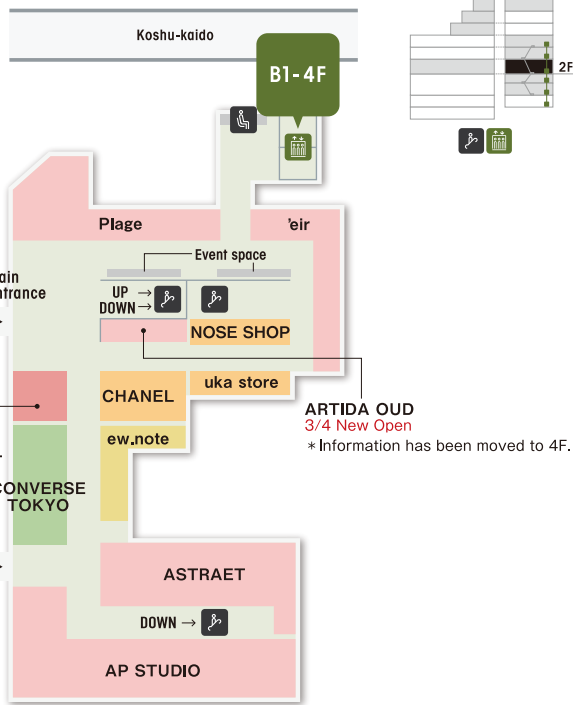 Koshu-kaido
B1-4F
2F
Plage
'eir
Event space
ain
ntrance
UP →
DOWN →
NOSE SHOP
uka store
CHANEL
ARTIDA OUD
3/4 New Open
* Information has been moved to 4F.
ew.note
CONVERSE
TOKYO
ASTRAET
DOWN →
AP STUDIO